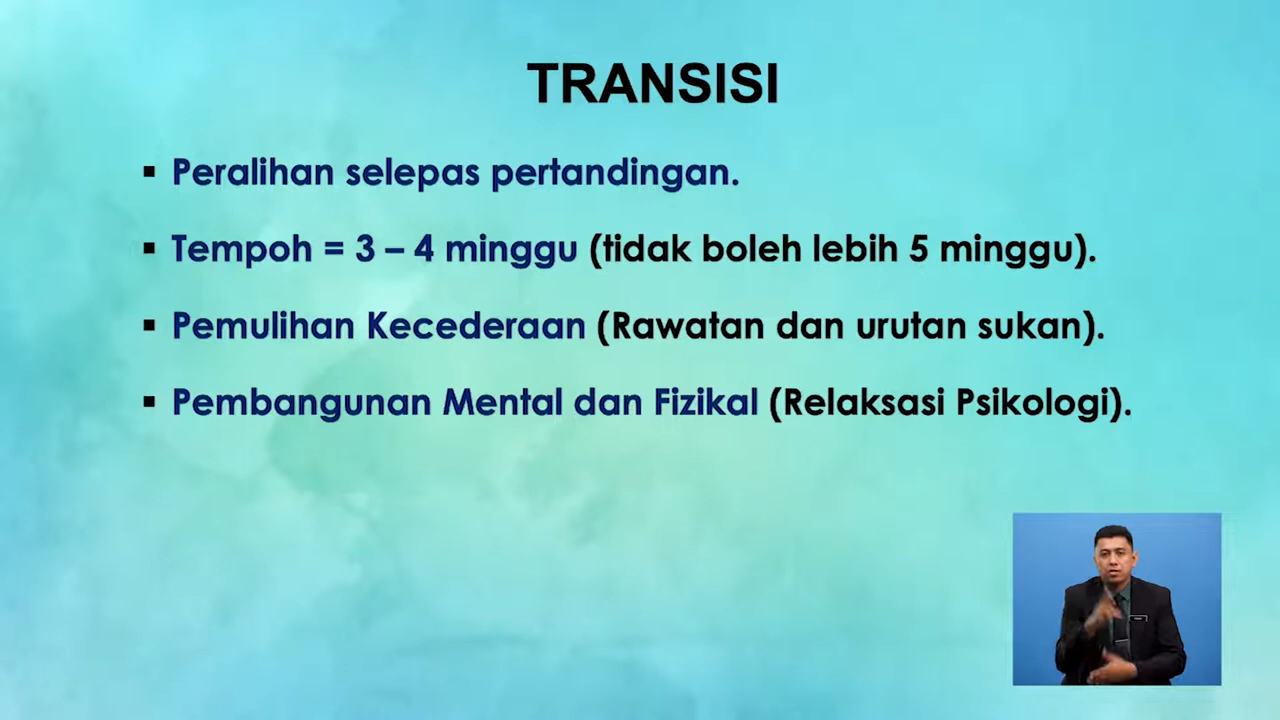 TRANSISI
▪ Peralihan selepas pertandingan.
▪ Tempoh = 3 – 4 minggu (tidak boleh lebih 5 minggu).
▪ Pemulihan Kecederaan (Rawatan dan urutan sukan).
▪ Pembangunan Mental dan Fizikal (Relaksasi Psikologi).